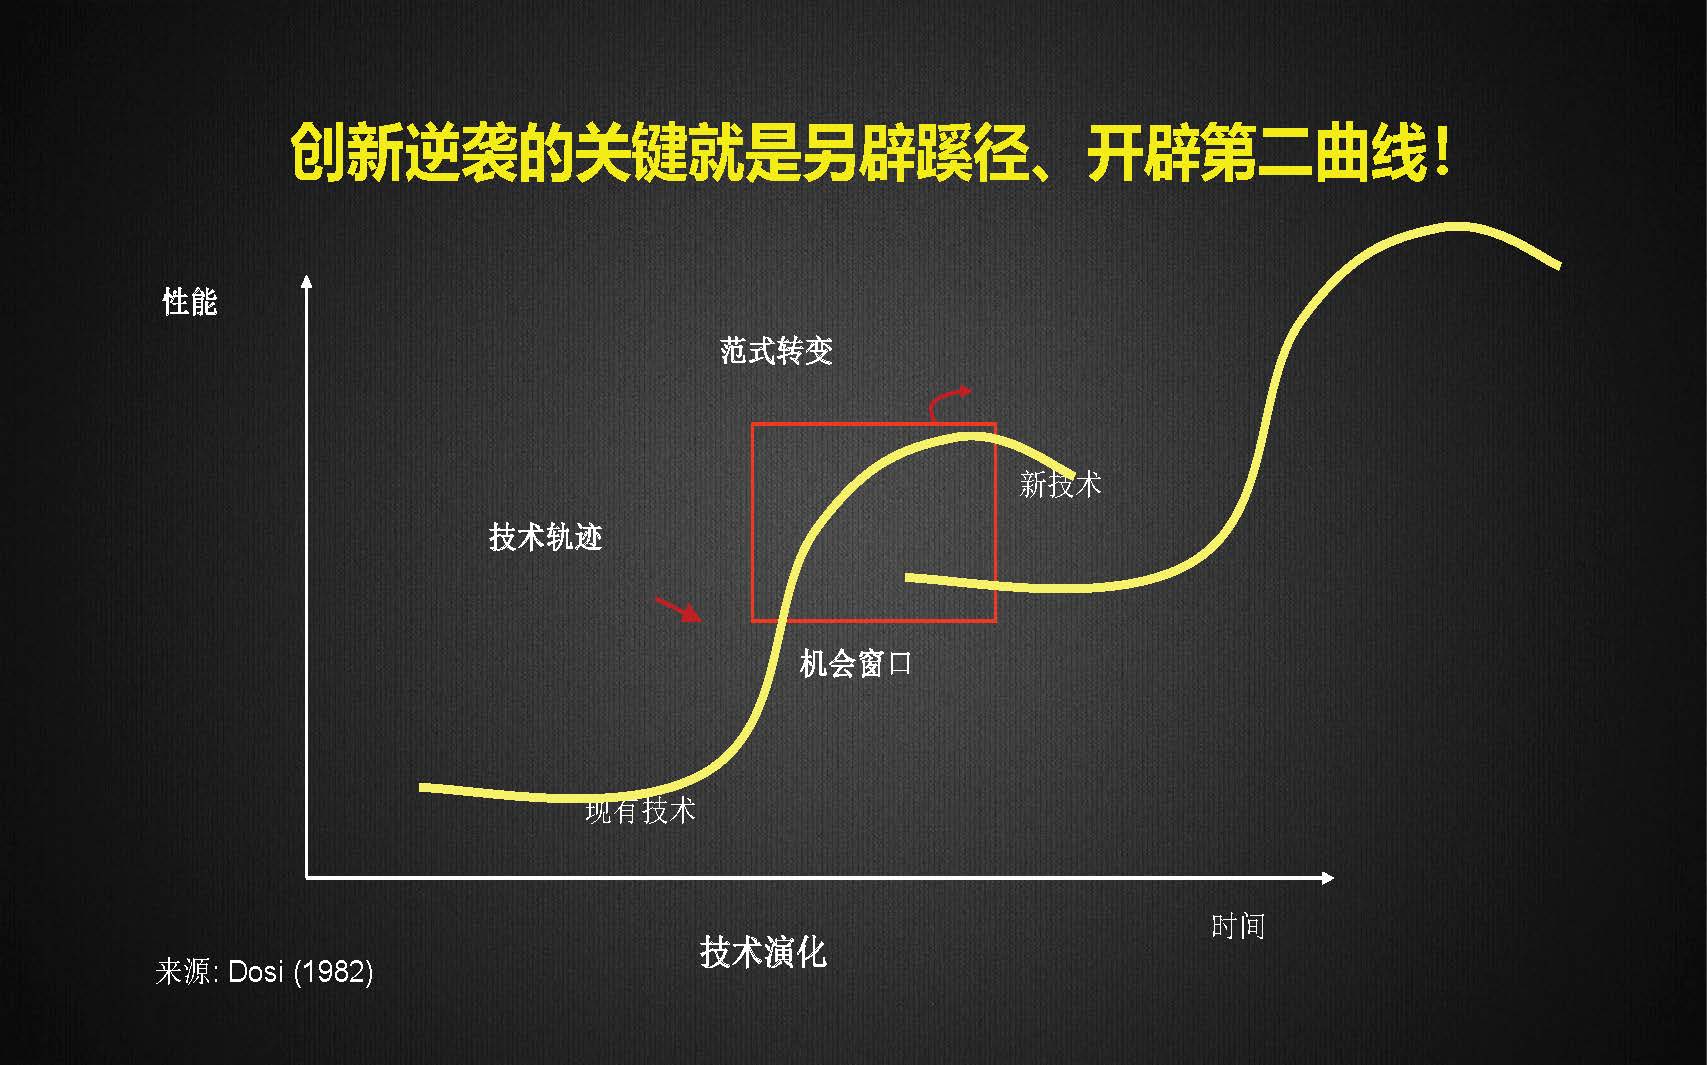 创新逆袭的关键就是另辟蹊径、开辟第二曲线！
性能
范式转变
新技术
技术轨迹
机会窗口
现有技术
时间
技术演化
来源: Dosi (1982)